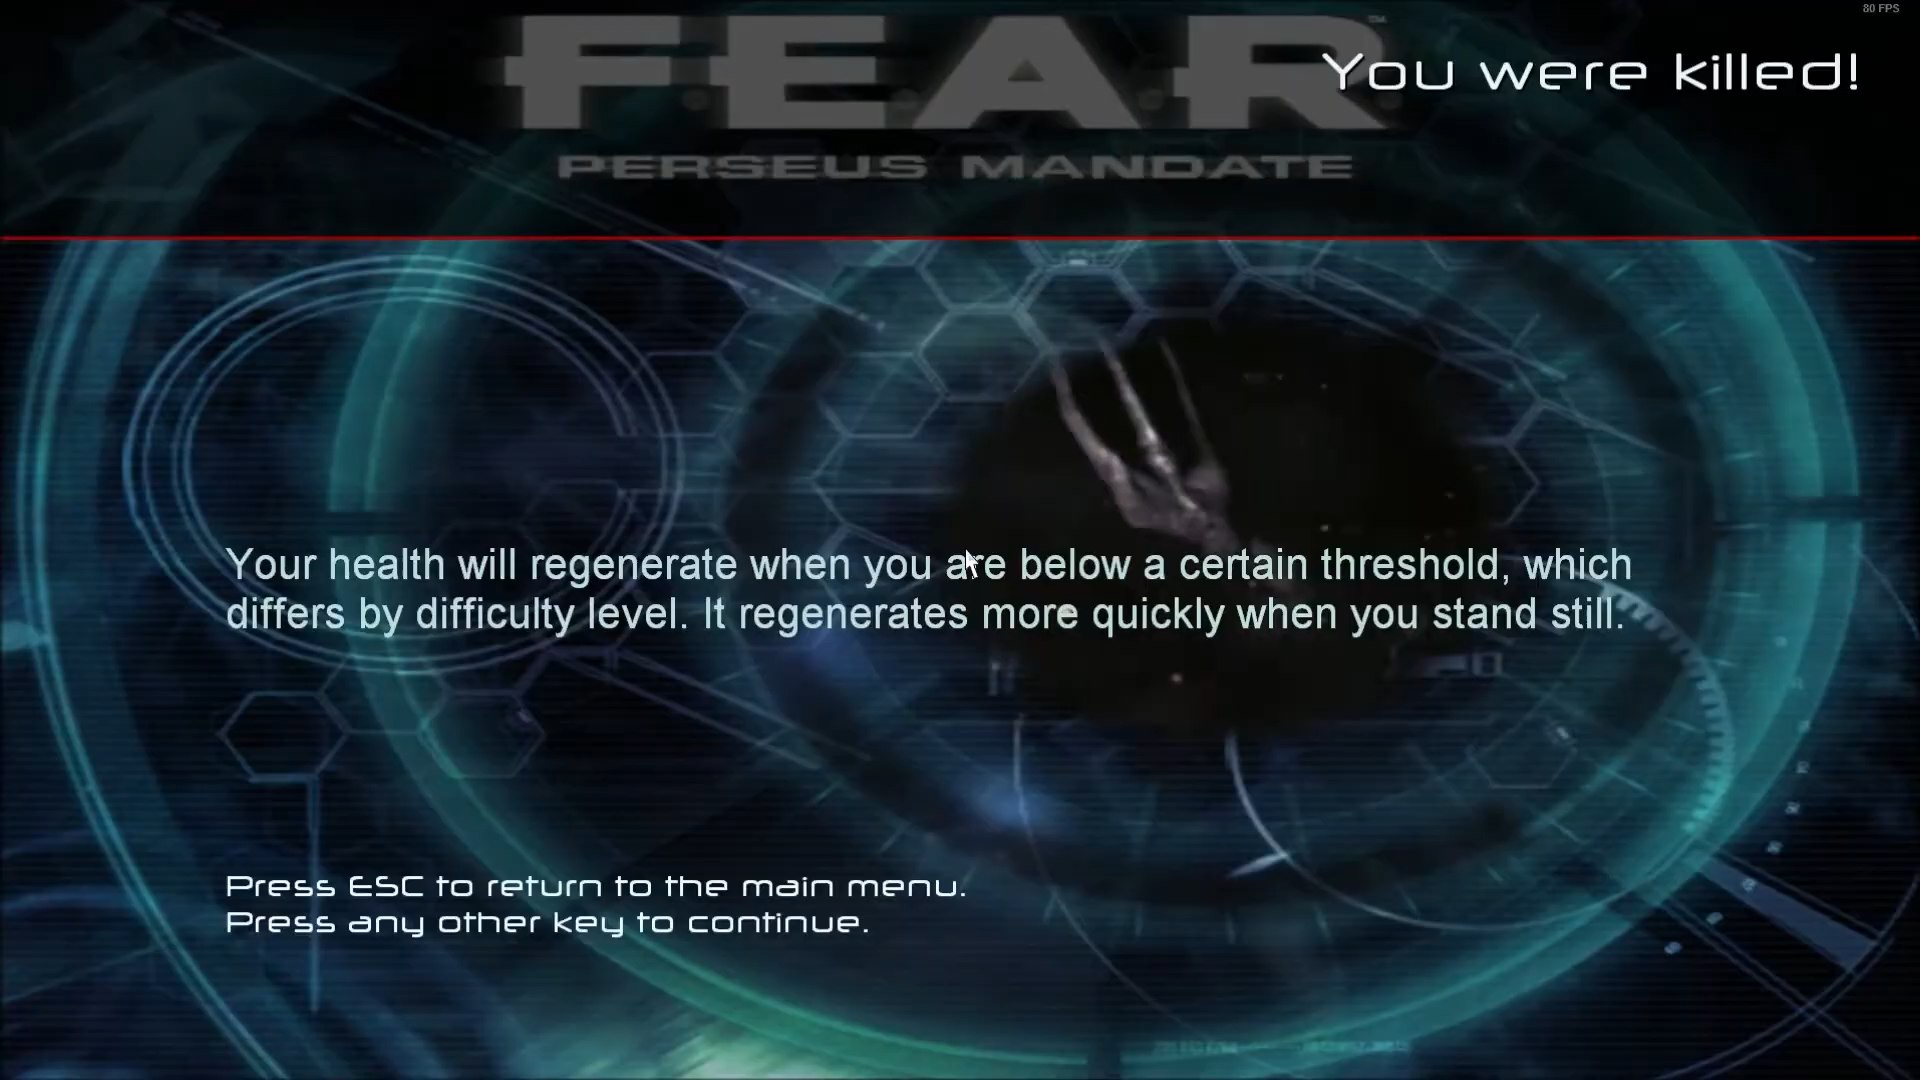 80 FPS
F.E.A.R.
You were killed!
PERSEUS MANDATE
Your health will regenerate when you are below a certain threshold, which
differs by difficulty level. It regenerates more quickly when you stand still.
Press ESC to return to the main menu.
Press any other key to continue.